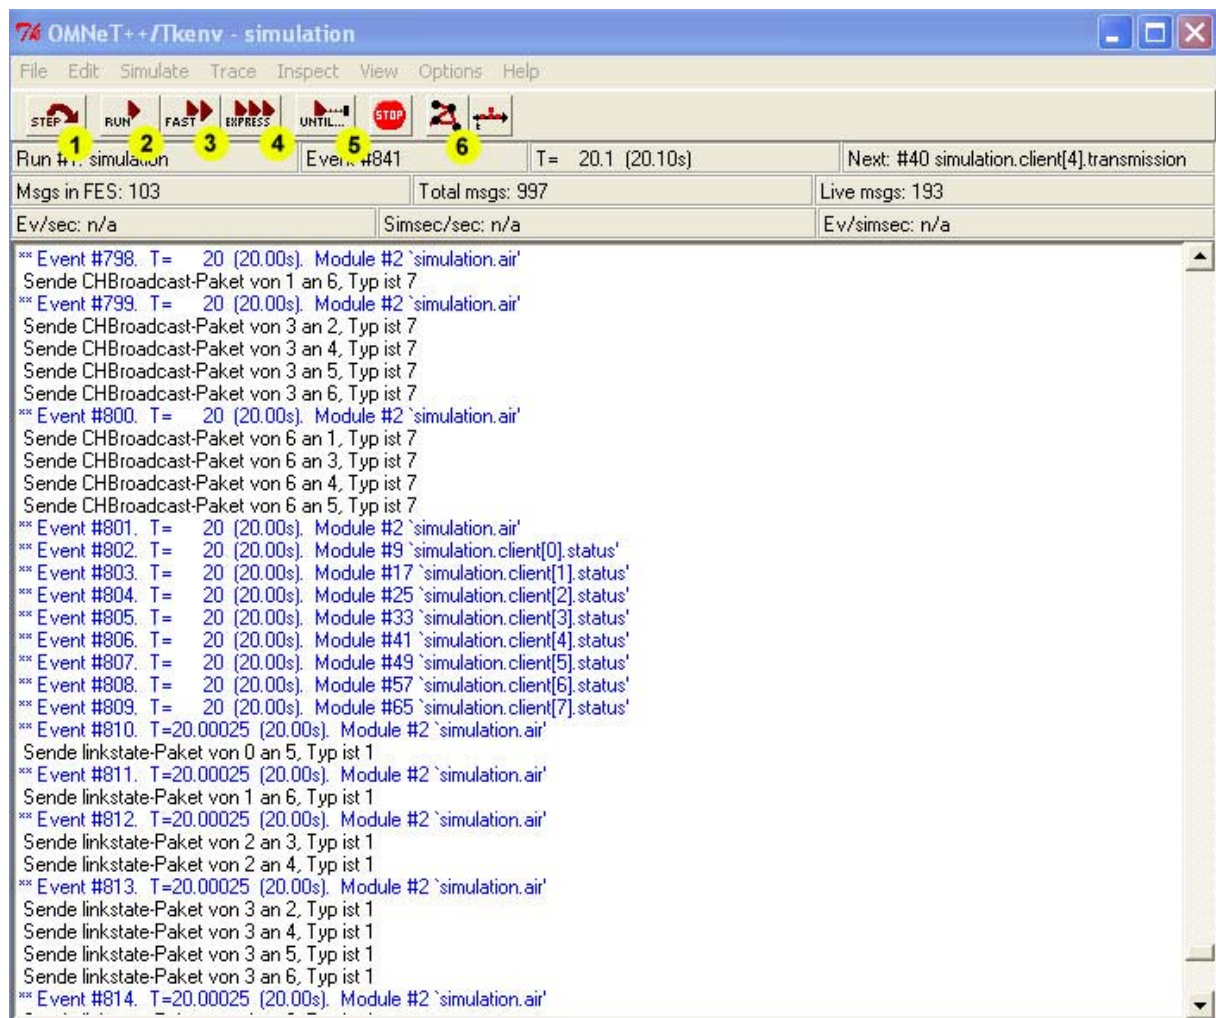 7% OMNeT++/Tkenv - simulation
File Edit Simulate Trace Inspect View Options Help
STEP RUN FAST EXPRESS UNTIL... STOP
1 2 3 4 5 6
Run #1: simulation Event #841 T= 20.1 (20.10s) Next: #40 simulation.client[4].transmission
Msgs in FES: 103 Total msgs: 997 Live msgs: 193
Ev/sec: n/a Simsec/sec: n/a Ev/simsec: n/a
** Event #798. T= 20 (20.00s). Module #2 `simulation.air'
Sende CHBroadcast-Paket von 1 an 6, Typ ist 7
** Event #799. T= 20 (20.00s). Module #2 `simulation.air'
Sende CHBroadcast-Paket von 3 an 2, Typ ist 7
Sende CHBroadcast-Paket von 3 an 4, Typ ist 7
Sende CHBroadcast-Paket von 3 an 5, Typ ist 7
Sende CHBroadcast-Paket von 3 an 6, Typ ist 7
** Event #800. T= 20 (20.00s). Module #2 `simulation.air'
Sende CHBroadcast-Paket von 6 an 1, Typ ist 7
Sende CHBroadcast-Paket von 6 an 3, Typ ist 7
Sende CHBroadcast-Paket von 6 an 4, Typ ist 7
Sende CHBroadcast-Paket von 6 an 5, Typ ist 7
** Event #801. T= 20 (20.00s). Module #2 `simulation.air'
** Event #802. T= 20 (20.00s). Module #9 `simulation.client[0].status'
** Event #803. T= 20 (20.00s). Module #17 `simulation.client[1].status'
** Event #804. T= 20 (20.00s). Module #25 `simulation.client[2].status'
** Event #805. T= 20 (20.00s). Module #33 `simulation.client[3].status'
** Event #806. T= 20 (20.00s). Module #41 `simulation.client[4].status'
** Event #807. T= 20 (20.00s). Module #49 `simulation.client[5].status'
** Event #808. T= 20 (20.00s). Module #57 `simulation.client[6].status'
** Event #809. T= 20 (20.00s). Module #65 `simulation.client[7].status'
** Event #810. T=20.00025 (20.00s). Module #2 `simulation.air'
Sende linkstate-Paket von 0 an 5, Typ ist 1
** Event #811. T=20.00025 (20.00s). Module #2 `simulation.air'
Sende linkstate-Paket von 1 an 6, Typ ist 1
** Event #812. T=20.00025 (20.00s). Module #2 `simulation.air'
Sende linkstate-Paket von 2 an 3, Typ ist 1
Sende linkstate-Paket von 2 an 4, Typ ist 1
** Event #813. T=20.00025 (20.00s). Module #2 `simulation.air'
Sende linkstate-Paket von 3 an 2, Typ ist 1
Sende linkstate-Paket von 3 an 4, Typ ist 1
Sende linkstate-Paket von 3 an 5, Typ ist 1
Sende linkstate-Paket von 3 an 6, Typ ist 1
** Event #814. T=20.00025 (20.00s). Module #2 `simulation.air'